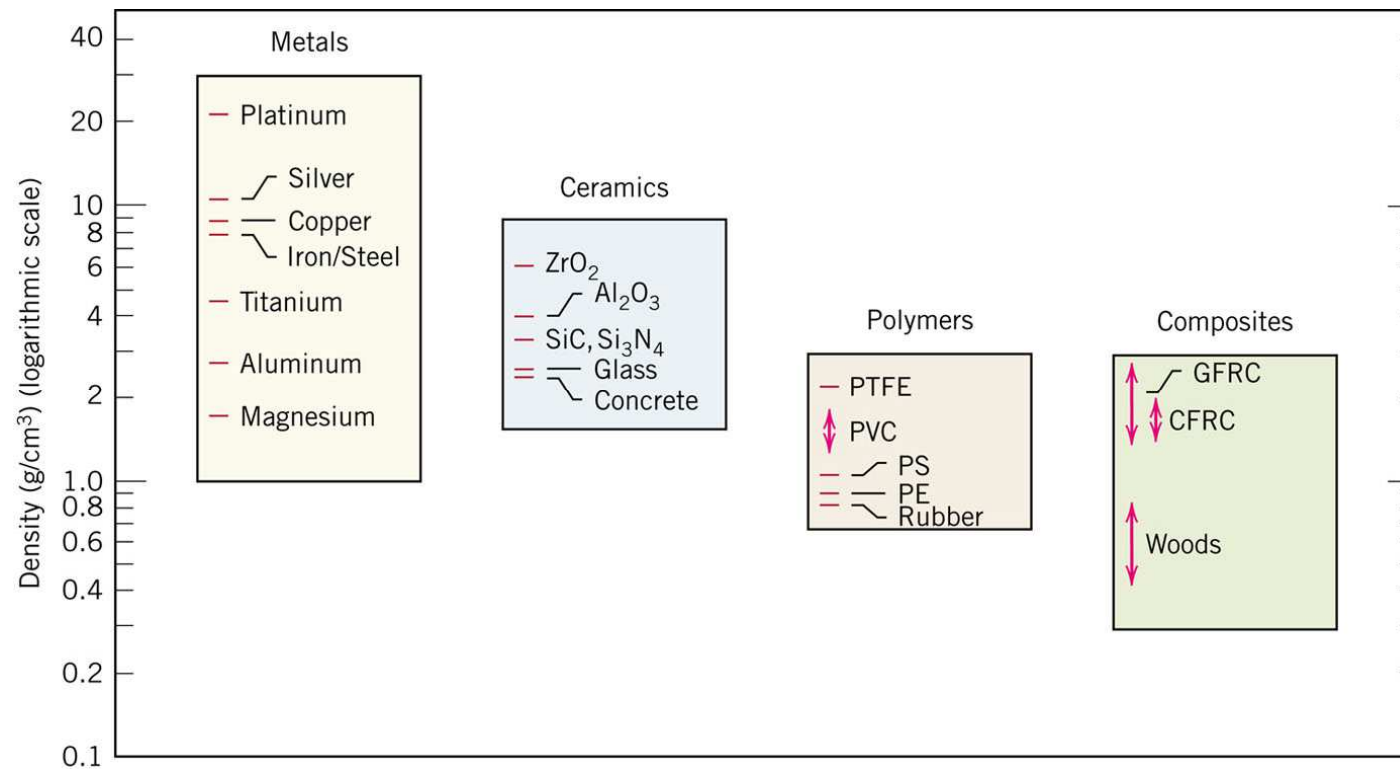 Density (g/cm³) (logarithmic scale)
40
20
10
8
6
4
2
1.0
0.8
0.6
0.4
0.2
0.1
Metals
Platinum
Silver
Copper
Iron/Steel
Titanium
Aluminum
Magnesium
Ceramics
ZrO₂
Al₂O₃
SiC, Si₃N₄
Glass
Concrete
Polymers
PTFE
PVC
PS
PE
Rubber
Composites
GFRC
CFRC
Woods